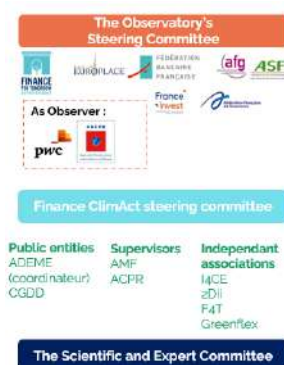 The Observatory's
Steering Committee
FINANCE
FOR TOMORROW
EUROPLACE
FÉDÉRATION
BANCAIRE
FRANÇAISE
afg
ASF
France
invest
As Observer :
pwc
Finance ClimAct steering committee
Public entities
ADEME
(coordinateur)
CGDD
Supervisors
AMF
ACPR
Independant
associations
I4CE
2Dii
F4T
Greenflex
The Scientific and Expert Committee